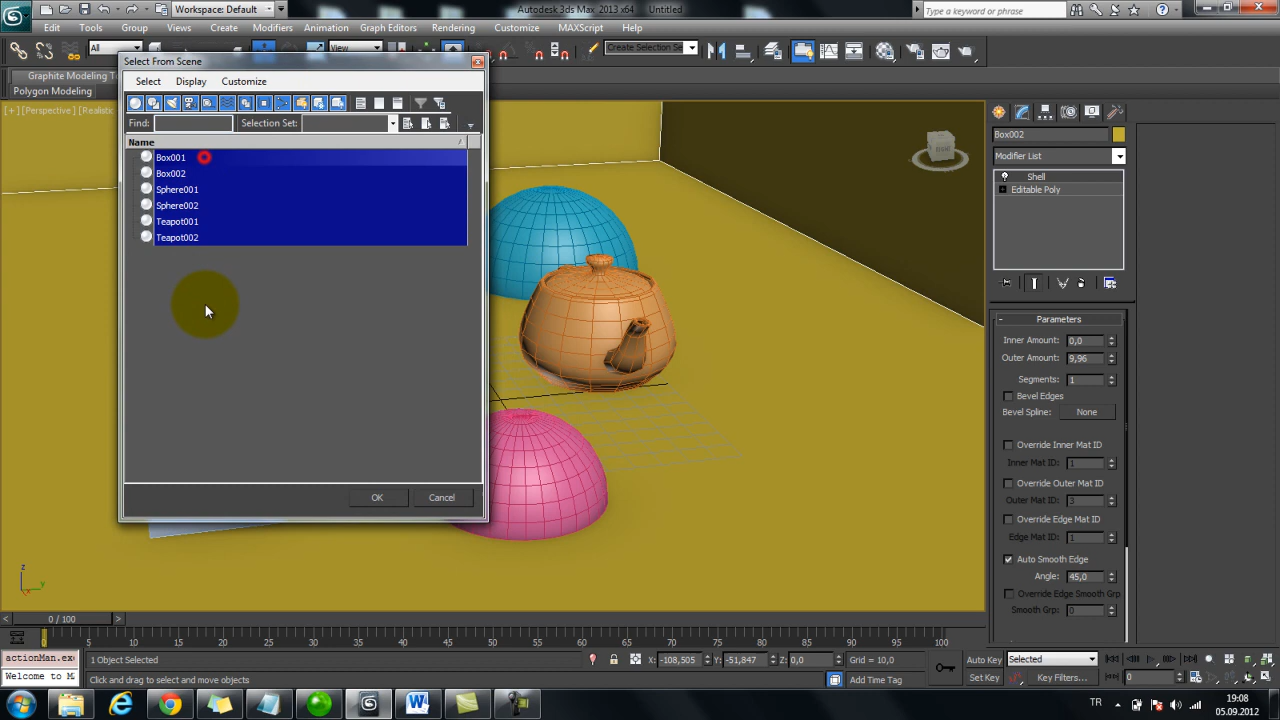 Workspace: Default
Autodesk 3ds Max 2013 x64
Untitled
Type a keyword or phrase
Edit
Tools
Group
Views
Create
Modifiers
Animation
Graph Editors
Rendering
Customize
MAXScript
Help
All
View
Create Selection Se
Graphite Modeling To
Polygon Modeling
[+] [Perspective] [Realistic
Select From Scene
Select
Display
Customize
Find:
Selection Set:
Name
Box001
Box002
Sphere001
Sphere002
Teapot001
Teapot002
OK
Cancel
Box002
Modifier List
Shell
Editable Poly
Parameters
Inner Amount: 0,0
Outer Amount: 9,96
Segments: 1
Bevel Edges
Bevel Spline: None
Override Inner Mat ID
Inner Mat ID: 1
Override Outer Mat ID
Outer Mat ID: 3
Override Edge Mat ID
Edge Mat ID: 1
Auto Smooth Edge
Angle: 45,0
Override Edge Smooth Grp
Smooth Grp: 0
z
y
x
0 / 100
0 5 10 15 20 25 30 35 40 45 50 55 60 65 70 75 80 85 90 95 100
actionMan.exe
Welcome to M
1 Object Selected
X: -108,505
Y: -51,847
Z: 0,0
Grid = 10,0
Click and drag to select and move objects
Add Time Tag
Auto Key
Selected
Set Key
Key Filters...
0
TR
19:08
05.09.2012